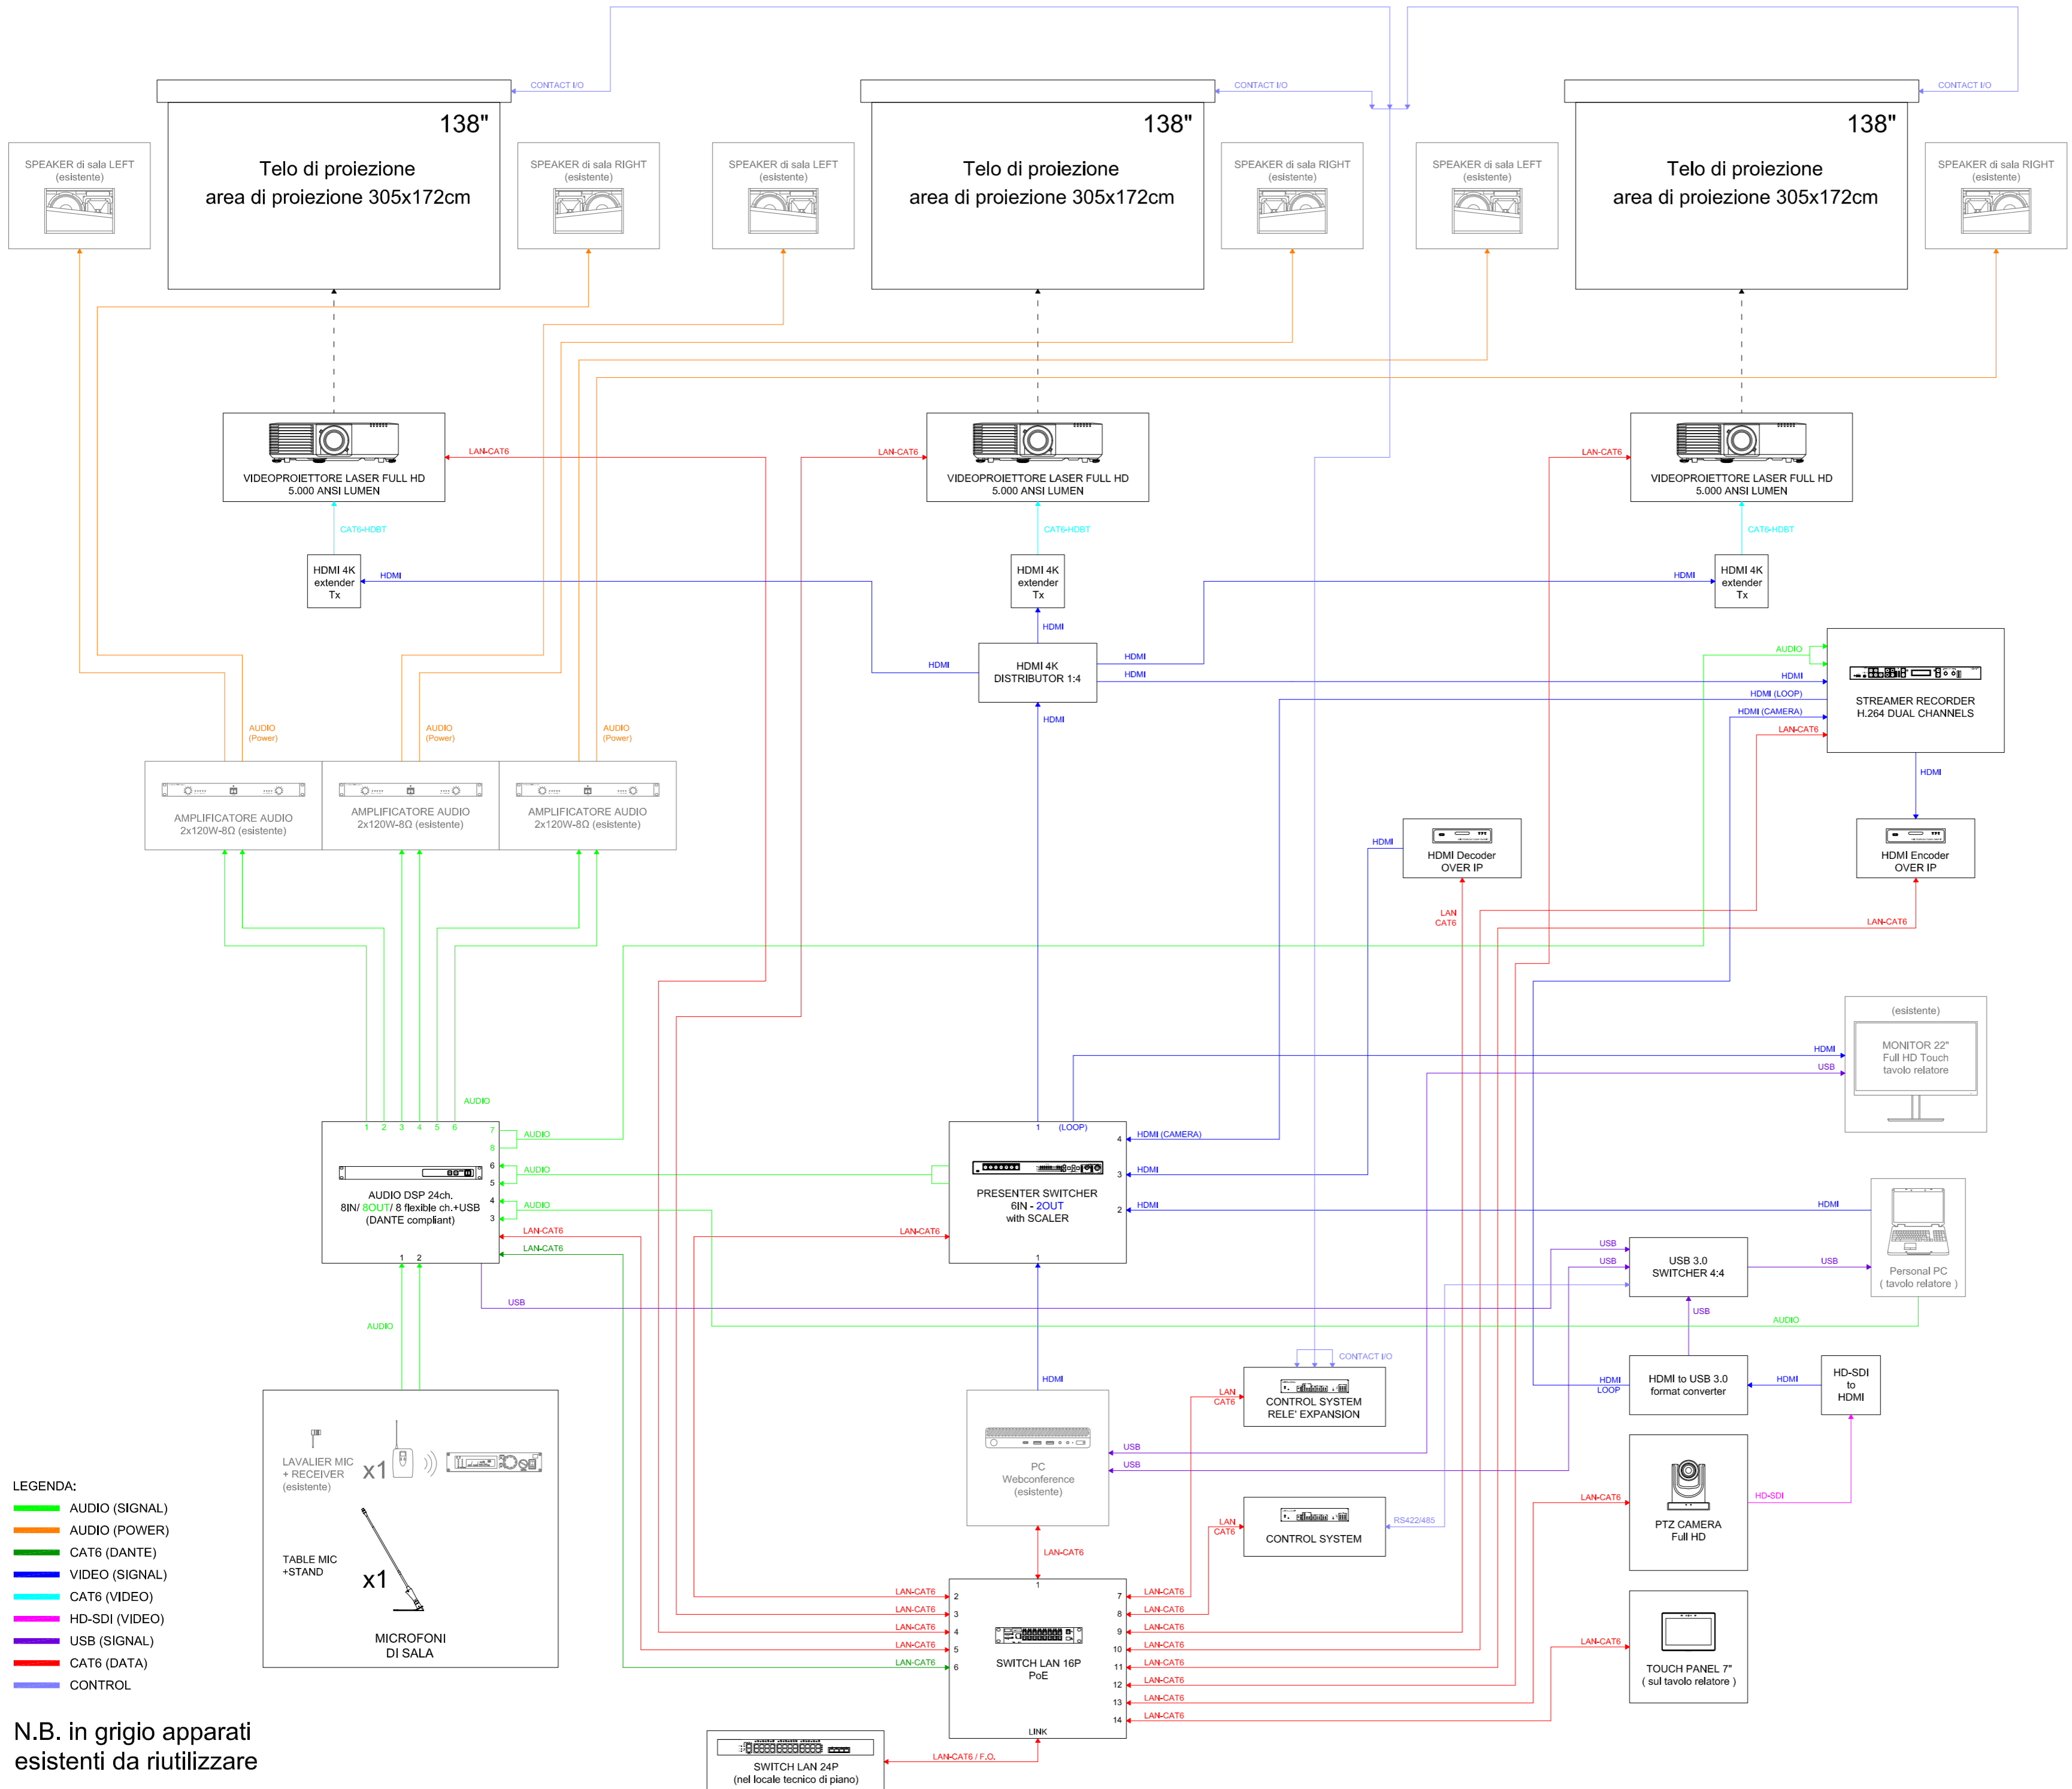 CONTACT I/O
CONTACT I/O
CONTACT I/O
138"
Telo di proiezione
area di proiezione 305x172cm
138"
Telo di proiezione
area di proiezione 305x172cm
138"
Telo di proiezione
area di proiezione 305x172cm
SPEAKER di sala LEFT
(esistente)
SPEAKER di sala RIGHT
(esistente)
SPEAKER di sala LEFT
(esistente)
SPEAKER di sala RIGHT
(esistente)
SPEAKER di sala LEFT
(esistente)
SPEAKER di sala RIGHT
(esistente)
LAN-CAT6
LAN-CAT6
LAN-CAT6
VIDEOPROIETTORE LASER FULL HD
5.000 ANSI LUMEN
VIDEOPROIETTORE LASER FULL HD
5.000 ANSI LUMEN
VIDEOPROIETTORE LASER FULL HD
5.000 ANSI LUMEN
CAT6-HDBT
CAT6-HDBT
CAT6-HDBT
HDMI 4K
extender
Tx
HDMI
HDMI 4K
extender
Tx
HDMI
HDMI 4K
extender
Tx
HDMI
HDMI
HDMI 4K
DISTRIBUTOR 1:4
HDMI
HDMI
HDMI
AUDIO
HDMI
HDMI (LOOP)
HDMI (CAMERA)
LAN-CAT6
STREAMER RECORDER
H.264 DUAL CHANNELS
HDMI
AUDIO
(Power)
AUDIO
(Power)
AUDIO
(Power)
AMPLIFICATORE AUDIO
2x120W-8Ω (esistente)
AMPLIFICATORE AUDIO
2x120W-8Ω (esistente)
AMPLIFICATORE AUDIO
2x120W-8Ω (esistente)
HDMI
HDMI Decoder
OVER IP
HDMI Encoder
OVER IP
LAN
CAT6
LAN-CAT6
(esistente)
MONITOR 22"
Full HD Touch
tavolo relatore
HDMI
USB
AUDIO
1 2 3 4 5 6
7
8
6
5
4
3
AUDIO
AUDIO
AUDIO
LAN-CAT6
LAN-CAT6
AUDIO DSP 24ch.
8IN/ 8OUT/ 8 flexible ch.+USB
(DANTE compliant)
1 2
USB
AUDIO
1 (LOOP)
4
3
2
HDMI (CAMERA)
HDMI
HDMI
PRESENTER SWITCHER
6IN - 2OUT
with SCALER
1
LAN-CAT6
HDMI
HDMI
Personal PC
( tavolo relatore )
USB
USB
USB 3.0
SWITCHER 4:4
USB
USB
AUDIO
CONTACT I/O
LAN
CAT6
CONTROL SYSTEM
RELE' EXPANSION
HDMI
LOOP
HDMI to USB 3.0
format converter
HDMI
HD-SDI
to
HDMI
LAVALIER MIC
+ RECEIVER
(esistente)
x1
TABLE MIC
+STAND
x1
MICROFONI
DI SALA
PC
Webconference
(esistente)
USB
USB
LAN
CAT6
CONTROL SYSTEM
RS422/485
LAN-CAT6
PTZ CAMERA
Full HD
HD-SDI
LAN-CAT6
TOUCH PANEL 7"
( sul tavolo relatore )
LAN-CAT6
1
LAN-CAT6 2
LAN-CAT6 3
LAN-CAT6 4
LAN-CAT6 5
LAN-CAT6 6
7 LAN-CAT6
8 LAN-CAT6
9 LAN-CAT6
10 LAN-CAT6
11 LAN-CAT6
12 LAN-CAT6
13 LAN-CAT6
14 LAN-CAT6
SWITCH LAN 16P
PoE
LINK
LAN-CAT6 / F.O.
SWITCH LAN 24P
(nel locale tecnico di piano)
LEGENDA:
AUDIO (SIGNAL)
AUDIO (POWER)
CAT6 (DANTE)
VIDEO (SIGNAL)
CAT6 (VIDEO)
HD-SDI (VIDEO)
USB (SIGNAL)
CAT6 (DATA)
CONTROL
N.B. in grigio apparati
esistenti da riutilizzare